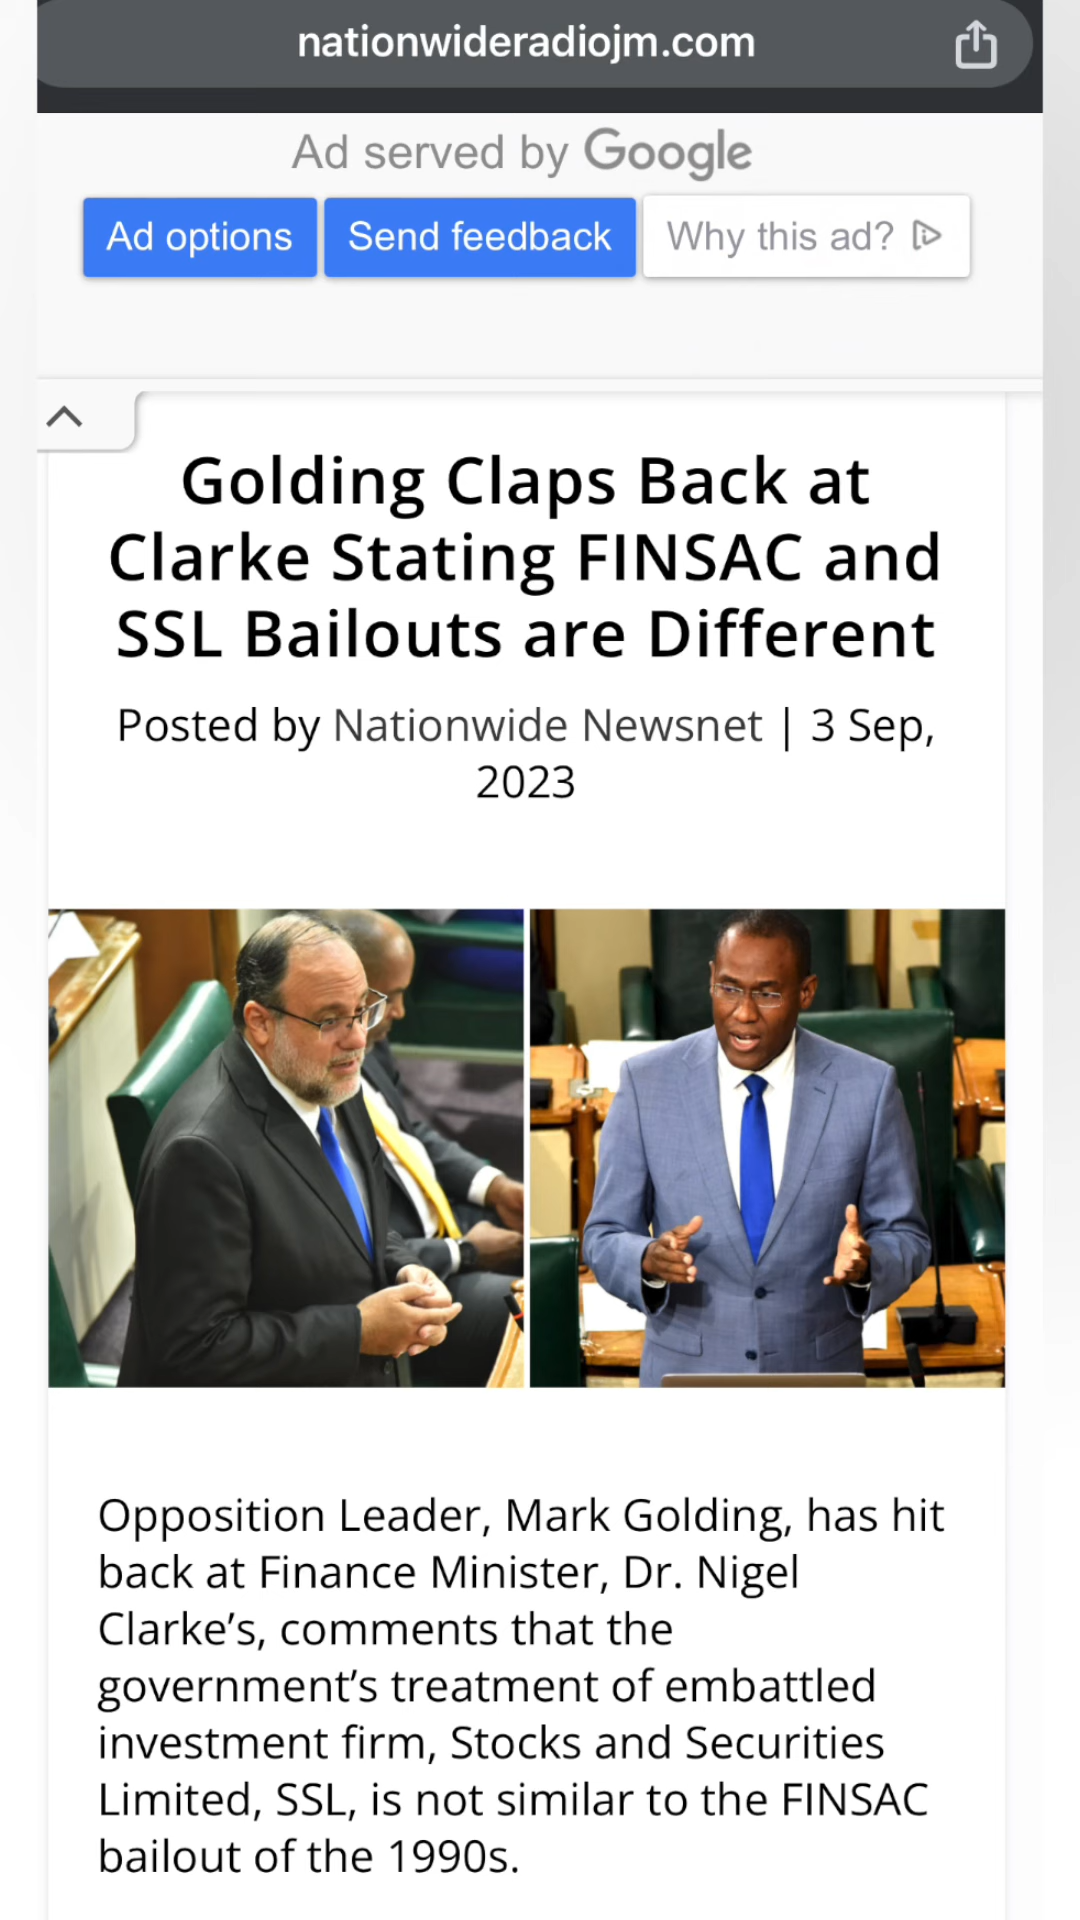 nationwideradiojm.com
Ad served by Google
Ad options
Send feedback
Why this ad?
Golding Claps Back at
Clarke Stating FINSAC and
SSL Bailouts are Different
Posted by Nationwide Newsnet | 3 Sep,
2023
Opposition Leader, Mark Golding, has hit
back at Finance Minister, Dr. Nigel
Clarke’s, comments that the
government’s treatment of embattled
investment firm, Stocks and Securities
Limited, SSL, is not similar to the FINSAC
bailout of the 1990s.